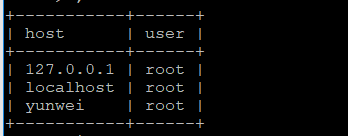 +-----------+------+
| host      | user |
+-----------+------+
| 127.0.0.1 | root |
| localhost | root |
| yunwei    | root |
+-----------+------+